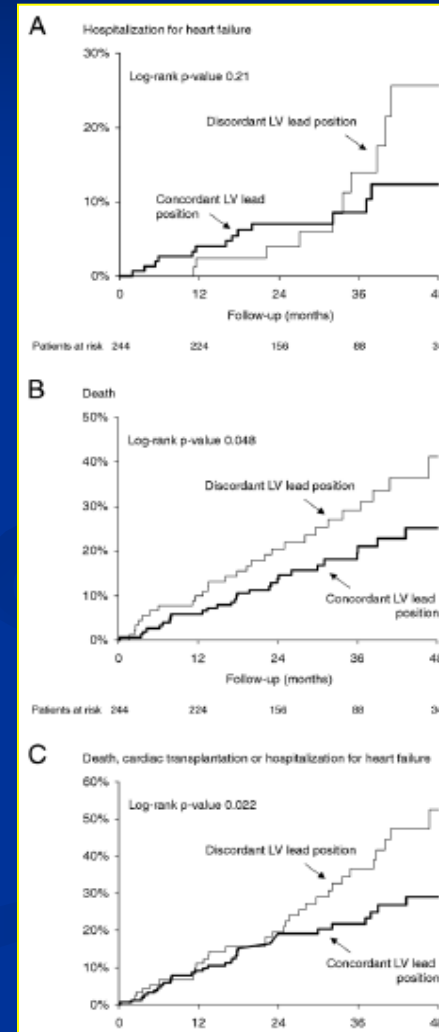 A
Hospitalization for heart failure
30%
Log-rank p-value 0.21
Discordant LV lead position
20%
Concordant LV lead
position
10%
0%
0 12 24 36 48
Follow-up (months)
Patients at risk 244 224 156 88
B
Death
50%
Log-rank p-value 0.048
40%
Discordant LV lead position
30%
20%
10%
Concordant LV lead
position
0%
0 12 24 36
Follow-up (months)
Patients at risk 244 224 156 88
C
Death, cardiac transplantation or hospitalization for heart failure
60%
Log-rank p-value 0.022
50%
Discordant LV lead position
40%
30%
20%
10%
Concordant LV lead
position
0%
0 12 24 36